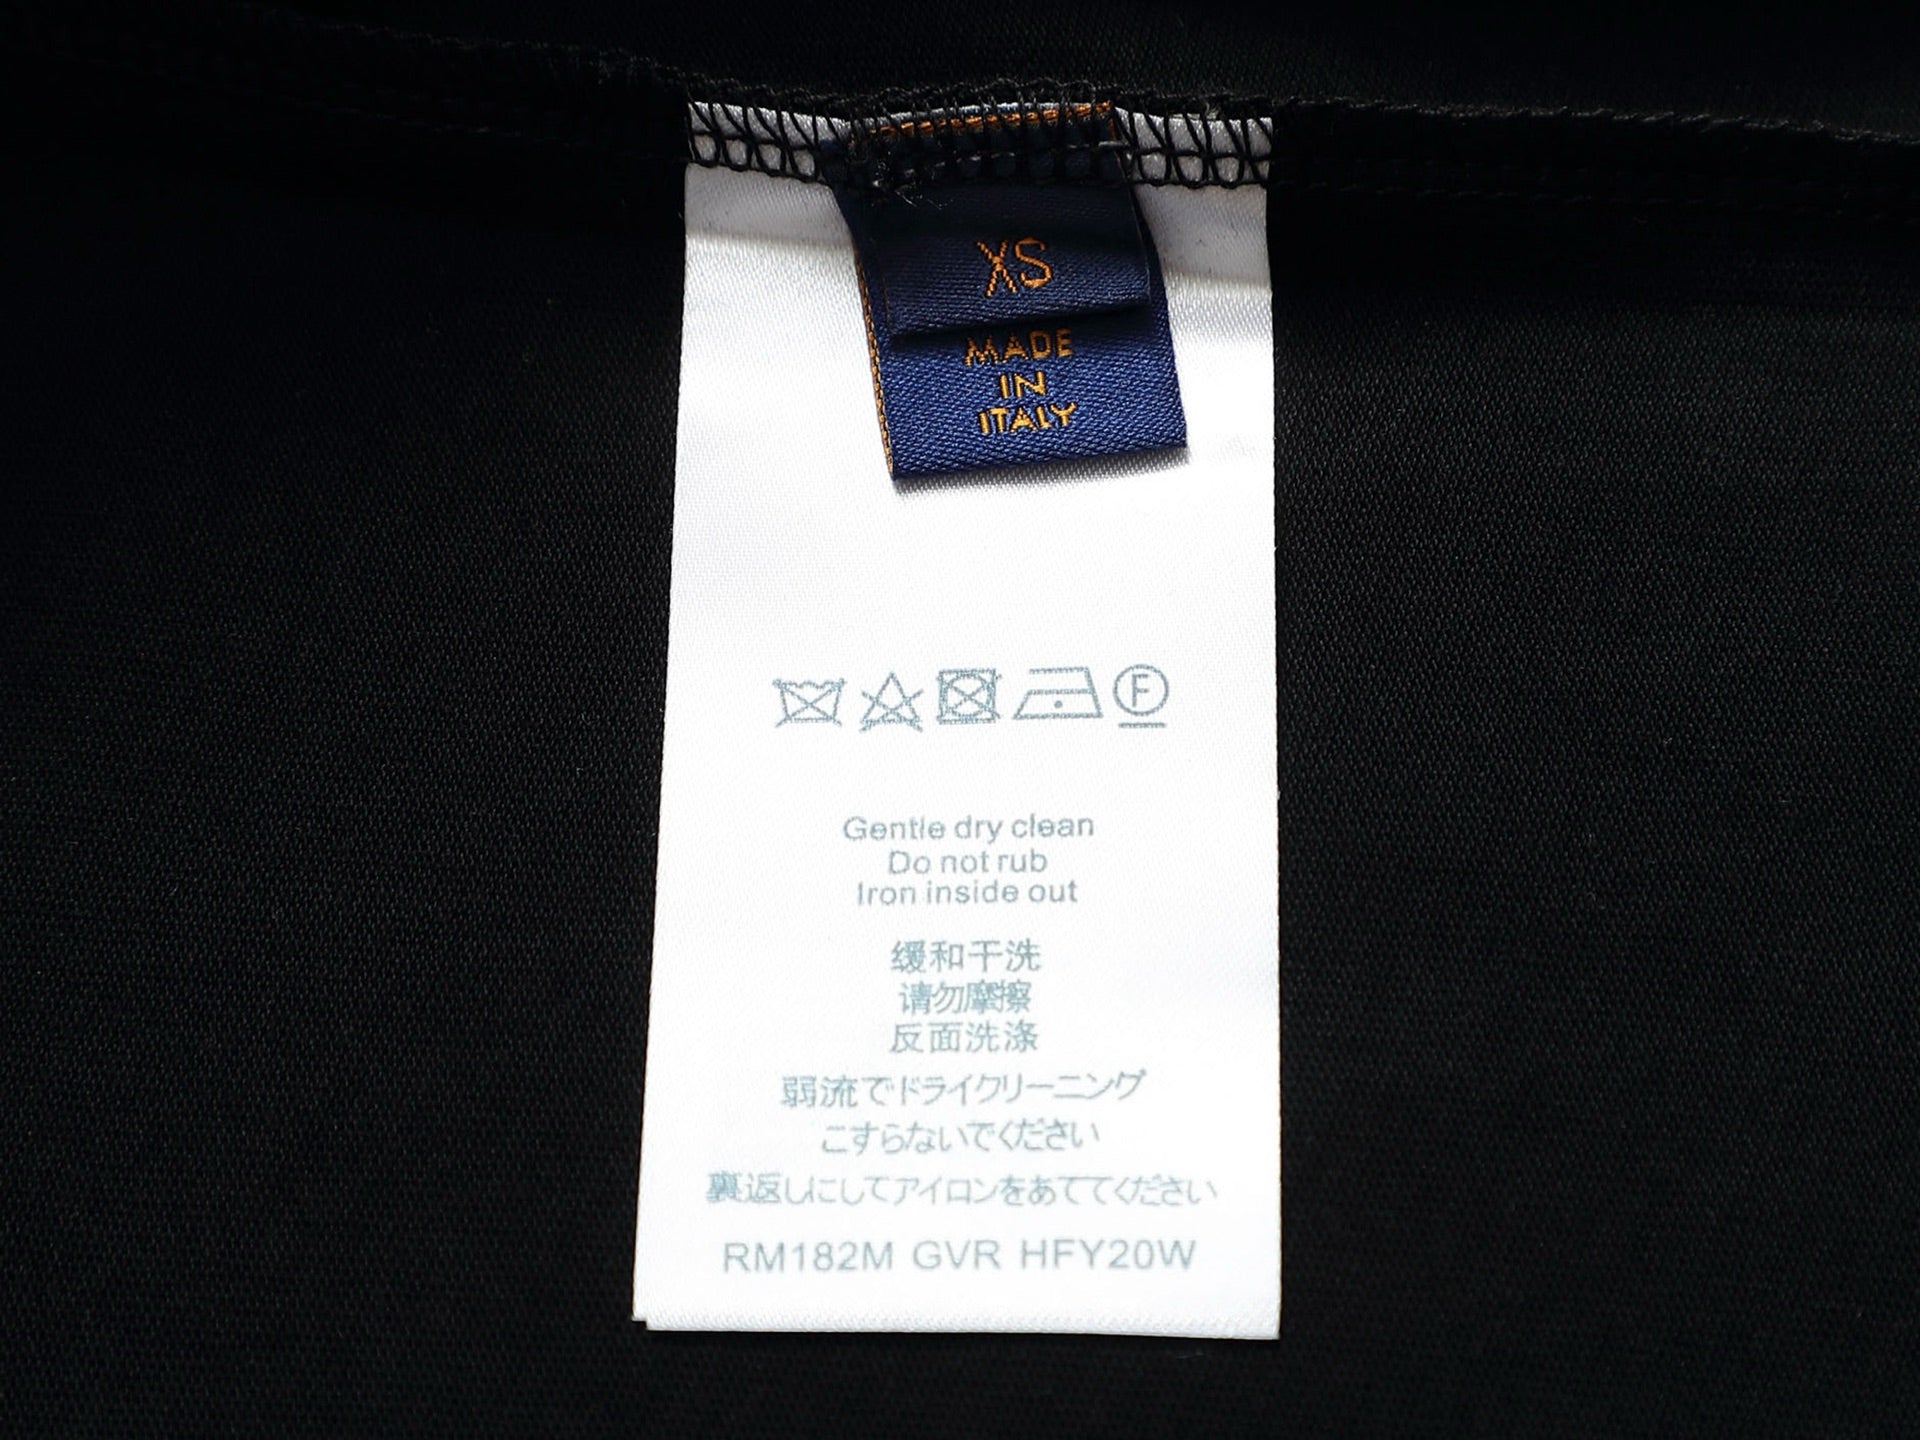 XS
MADE
IN
ITALY
F
Gentle dry clean
Do not rub
Iron inside out
缓和干洗
请勿摩擦
反面洗涤
弱流でドライクリーニング
こすらないでください
裏返しにしてアイロンをあててください
RM182M GVR HFY20W